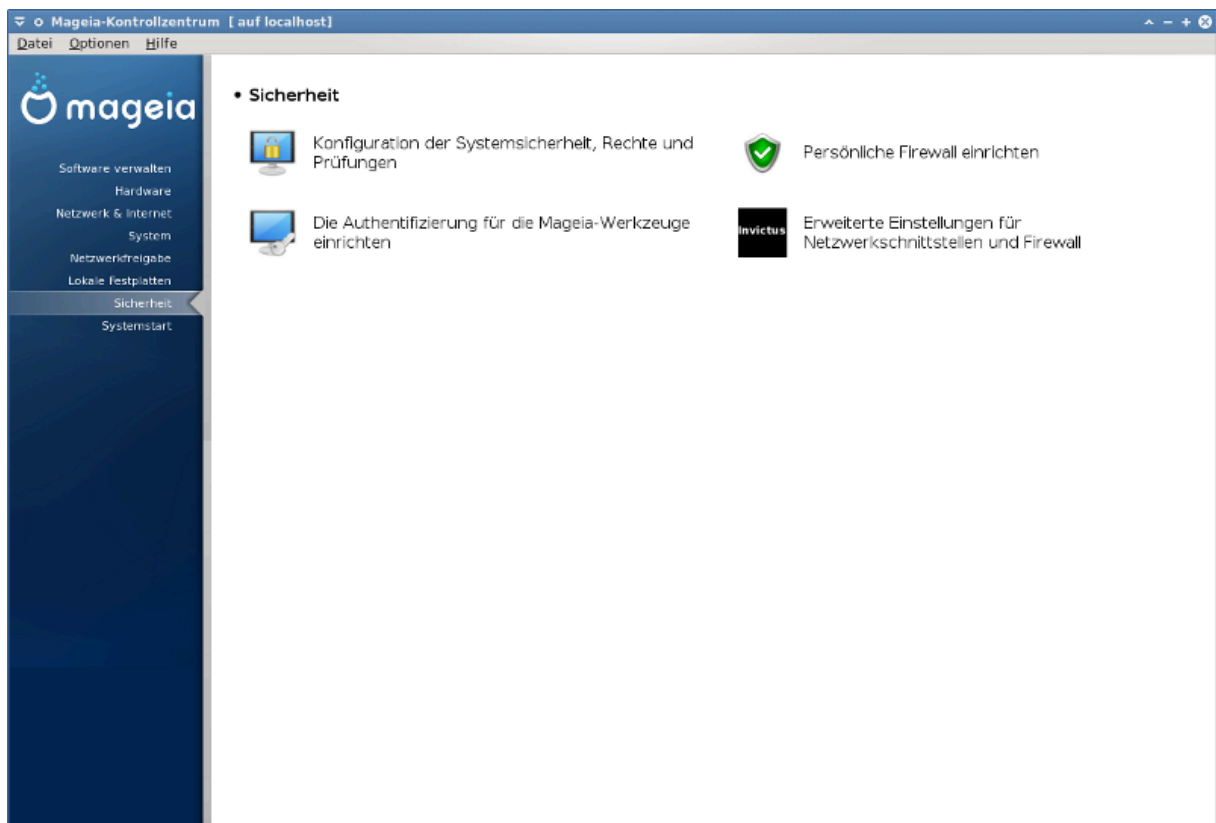 Mageia-Kontrollzentrum [ auf localhost]
Datei Optionen Hilfe
mageia
Software verwalten
Hardware
Netzwerk & Internet
System
Netzwerkfreigabe
Lokale Festplatten
Sicherheit
Systemstart
• Sicherheit
Konfiguration der Systemsicherheit, Rechte und
Prüfungen
Persönliche Firewall einrichten
Die Authentifizierung für die Mageia-Werkzeuge
einrichten
Invictus
Erweiterte Einstellungen für
Netzwerkschnittstellen und Firewall